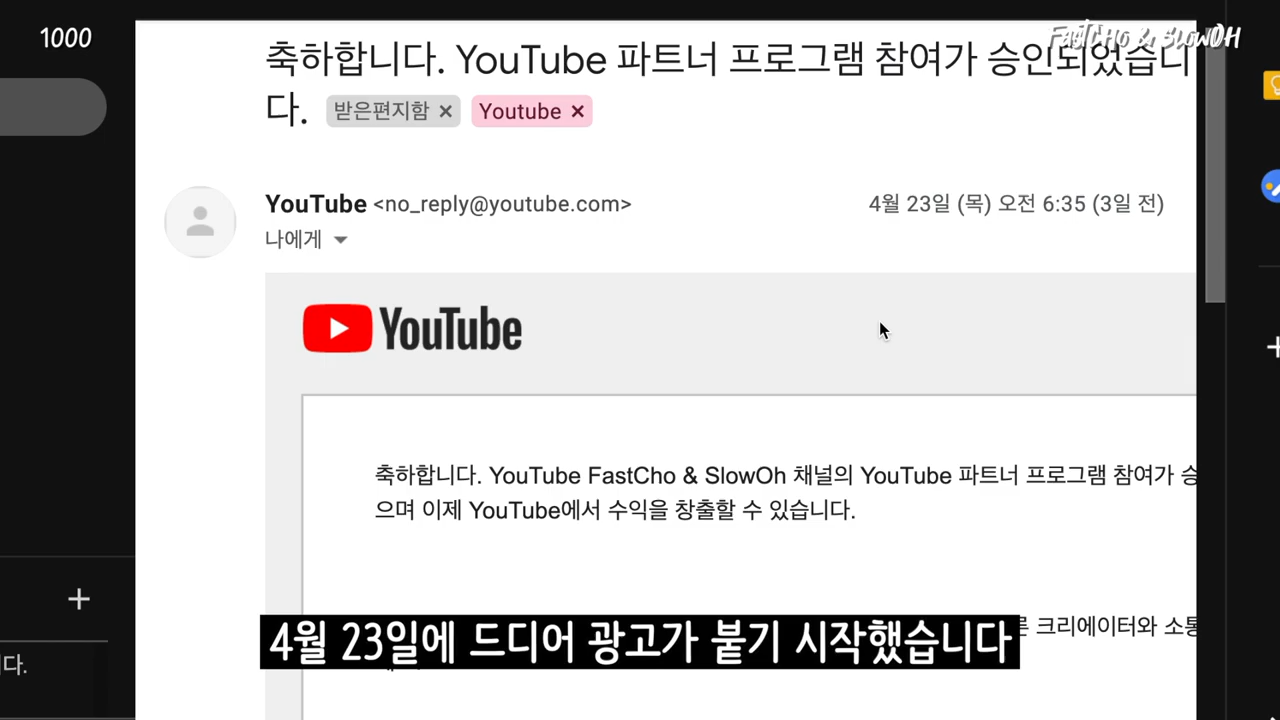 1000
FastCho & SlowOH
축하합니다. YouTube 파트너 프로그램 참여가 승인되었습니
다. 받은편지함 × Youtube ×
YouTube <no_reply@youtube.com> 4월 23일 (목) 오전 6:35 (3일 전)
나에게
YouTube
축하합니다. YouTube FastCho & SlowOh 채널의 YouTube 파트너 프로그램 참여가 승
으며 이제 YouTube에서 수익을 창출할 수 있습니다.
크리에이터와 소통
4월 23일에 드디어 광고가 붙기 시작했습니다
니다.